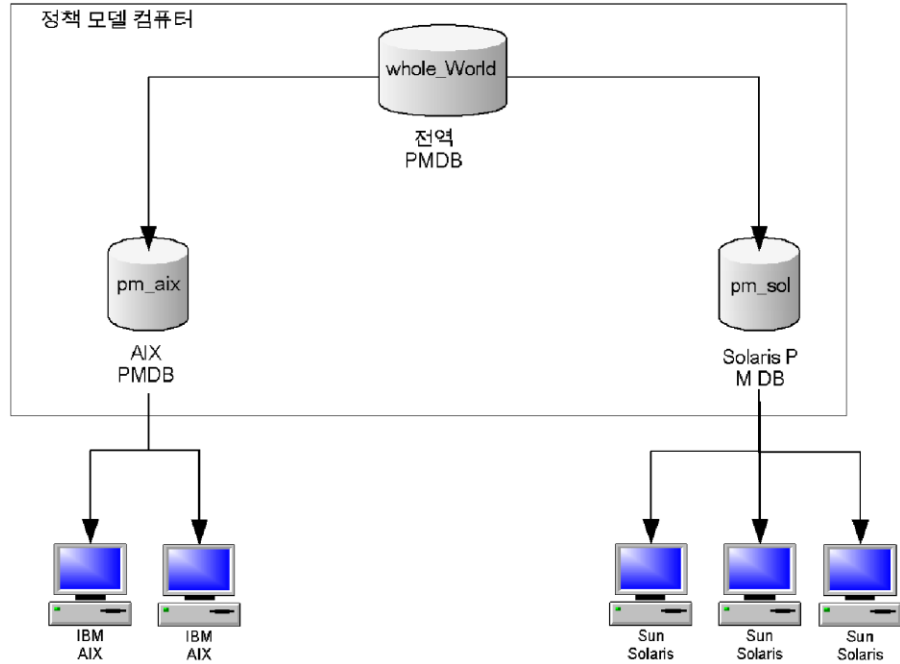 정책 모델 컴퓨터
whole_World
전역
PMDB
pm_aix
pm_sol
AIX
PMDB
Solaris P
M DB
IBM
AIX
IBM
AIX
Sun
Solaris
Sun
Solaris
Sun
Solaris